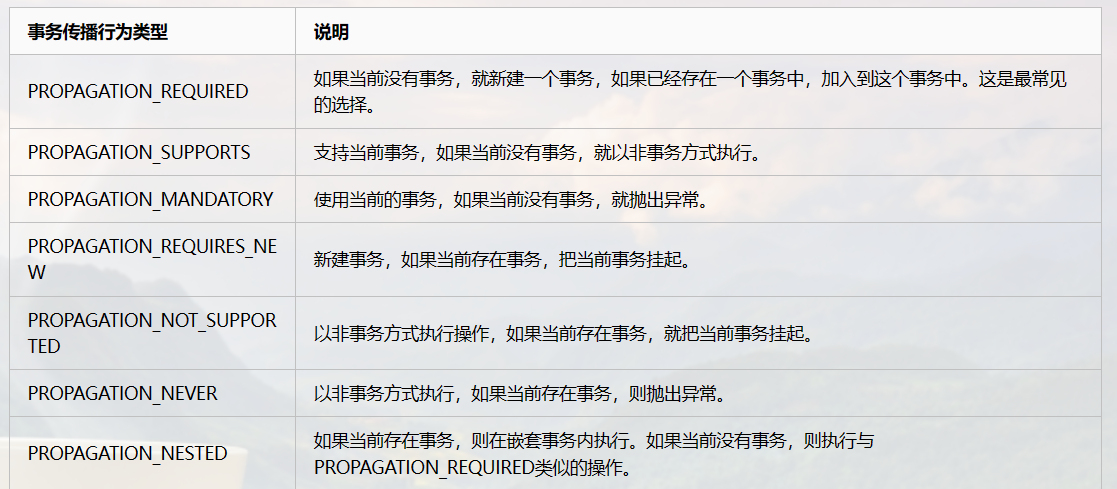 事务传播行为类型 说明
PROPAGATION_REQUIRED 如果当前没有事务，就新建一个事务，如果已经存在一个事务中，加入到这个事务中。这是最常见
的选择。
PROPAGATION_SUPPORTS 支持当前事务，如果当前没有事务，就以非事务方式执行。
PROPAGATION_MANDATORY 使用当前的事务，如果当前没有事务，就抛出异常。
PROPAGATION_REQUIRES_NE
W
新建事务，如果当前存在事务，把当前事务挂起。
PROPAGATION_NOT_SUPPOR
TED
以非事务方式执行操作，如果当前存在事务，就把当前事务挂起。
PROPAGATION_NEVER 以非事务方式执行，如果当前存在事务，则抛出异常。
PROPAGATION_NESTED 如果当前存在事务，则在嵌套事务内执行。如果当前没有事务，则执行与
PROPAGATION_REQUIRED类似的操作。